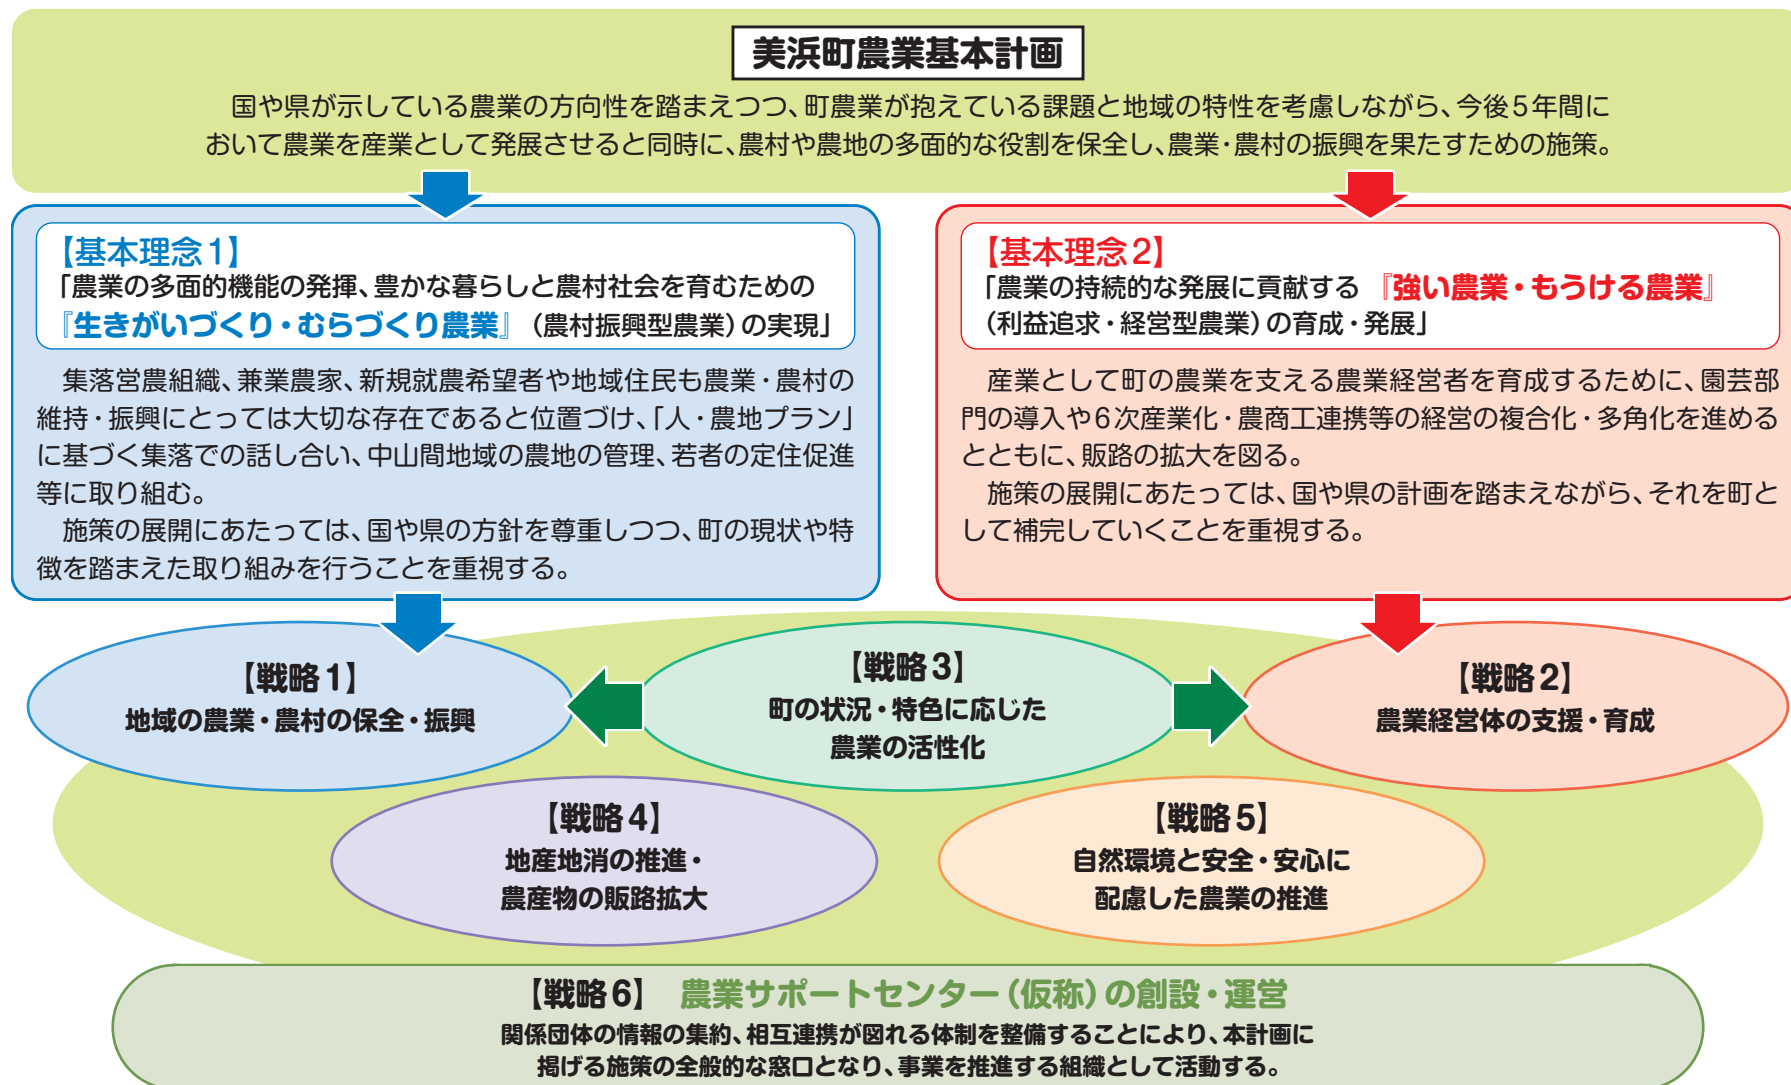 美浜町農業基本計画
国や県が示している農業の方向性を踏まえつつ、町農業が抱えている課題と地域の特性を考慮しながら、今後5年間に
おいて農業を産業として発展させると同時に、農村や農地の多面的な役割を保全し、農業・農村の振興を果たすための施策。
【基本理念1】
「農業の多面的機能の発揮、豊かな暮らしと農村社会を育むための
『生きがいづくり・むらづくり農業』（農村振興型農業）の実現」
集落営農組織、兼業農家、新規就農希望者や地域住民も農業・農村の
維持・振興にとっては大切な存在であると位置づけ、「人・農地プラン」
に基づく集落での話し合い、中山間地域の農地の管理、若者の定住促進
等に取り組む。
施策の展開にあたっては、国や県の方針を尊重しつつ、町の現状や特
徴を踏まえた取り組みを行うことを重視する。
【基本理念2】
「農業の持続的な発展に貢献する『強い農業・もうける農業』
（利益追求・経営型農業）の育成・発展」
産業として町の農業を支える農業経営者を育成するために、園芸部
門の導入や6次産業化・農商工連携等の経営の複合化・多角化を進める
とともに、販路の拡大を図る。
施策の展開にあたっては、国や県の計画を踏まえながら、それを町と
して補完していくことを重視する。
【戦略1】
地域の農業・農村の保全・振興
【戦略3】
町の状況・特色に応じた
農業の活性化
【戦略2】
農業経営体の支援・育成
【戦略4】
地産地消の推進・
農産物の販路拡大
【戦略5】
自然環境と安全・安心に
配慮した農業の推進
【戦略6】 農業サポートセンター（仮称）の創設・運営
関係団体の情報の集約、相互連携が図れる体制を整備することにより、本計画に
掲げる施策の全般的な窓口となり、事業を推進する組織として活動する。